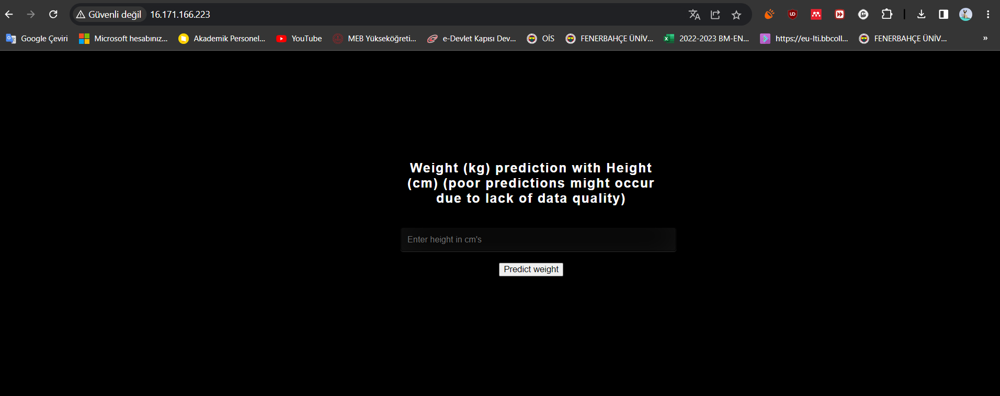 Güvenli değil 16.171.166.223
Google Çeviri Microsoft hesabınız... Akademik Personel... YouTube MEB Yükseköğreti... e-Devlet Kapısı Dev... OİS FENERBAHÇE ÜNİV... 2022-2023 BM-EN... https://eu-lti.bbcoll... FENERBAHÇE ÜNİV... »
Weight (kg) prediction with Height
(cm) (poor predictions might occur
due to lack of data quality)
Enter height in cm's
Predict weight